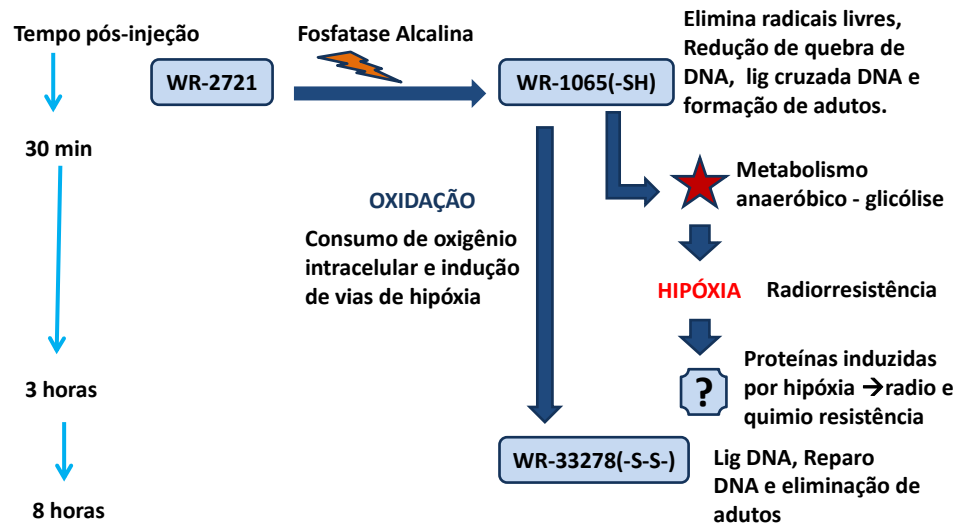 Tempo pós-injeção
Fosfatase Alcalina
WR-2721
WR-1065(-SH)
Elimina radicais livres,
Redução de quebra de
DNA, lig cruzada DNA e
formação de adutos.
30 min
OXIDAÇÃO
Consumo de oxigênio
intracelular e indução
de vias de hipóxia
Metabolismo
anaeróbico - glicólise
HIPÓXIA Radiorresistência
3 horas
?
Proteínas induzidas
por hipóxia →radio e
quimio resistência
WR-33278(-S-S-)
Lig DNA, Reparo
DNA e eliminação de
adutos
8 horas